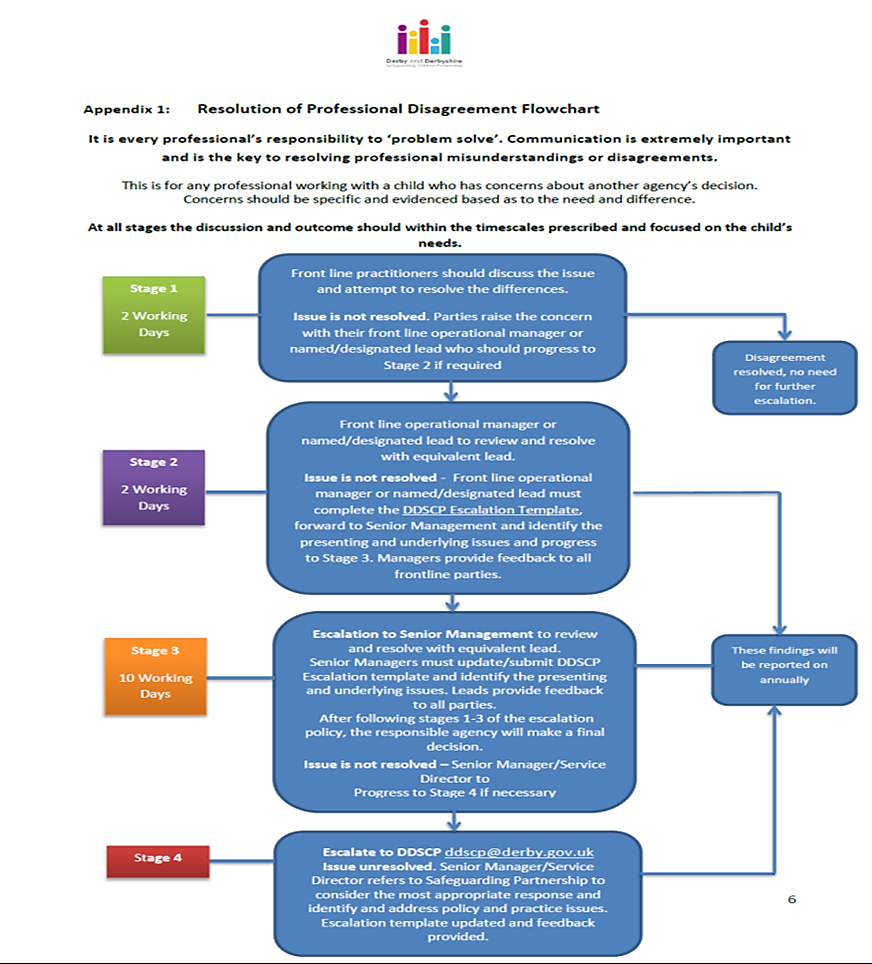 Derby and Derbyshire
Safeguarding Children Partnership
Appendix 1: Resolution of Professional Disagreement Flowchart
It is every professional's responsibility to 'problem solve'. Communication is extremely important
and is the key to resolving professional misunderstandings or disagreements.
This is for any professional working with a child who has concerns about another agency's decision.
Concerns should be specific and evidenced based as to the need and difference.
At all stages the discussion and outcome should within the timescales prescribed and focused on the child's
needs.
Stage 1
2 Working
Days
Front line practitioners should discuss the issue
and attempt to resolve the differences.
Issue is not resolved. Parties raise the concern
with their front line operational manager or
named/designated lead who should progress to
Stage 2 if required
Disagreement
resolved, no need
for further
escalation.
Stage 2
2 Working
Days
Front line operational manager or
named/designated lead to review and resolve
with equivalent lead.
Issue is not resolved - Front line operational
manager or named/designated lead must
complete the DDSCP Escalation Template,
forward to Senior Management and identify the
presenting and underlying issues and progress
to Stage 3. Managers provide feedback to all
frontline parties.
Stage 3
10 Working
Days
Escalation to Senior Management to review
and resolve with equivalent lead.
Senior Managers must update/submit DDSCP
Escalation template and identify the presenting
and underlying issues. Leads provide feedback
to all parties.
After following stages 1-3 of the escalation
policy, the responsible agency will make a final
decision.
Issue is not resolved – Senior Manager/Service
Director to
Progress to Stage 4 if necessary
These findings will
be reported on
annually
Stage 4
Escalate to DDSCP ddscp@derby.gov.uk
Issue unresolved. Senior Manager/Service
Director refers to Safeguarding Partnership to
consider the most appropriate response and
identify and address policy and practice issues.
Escalation template updated and feedback
provided.
6